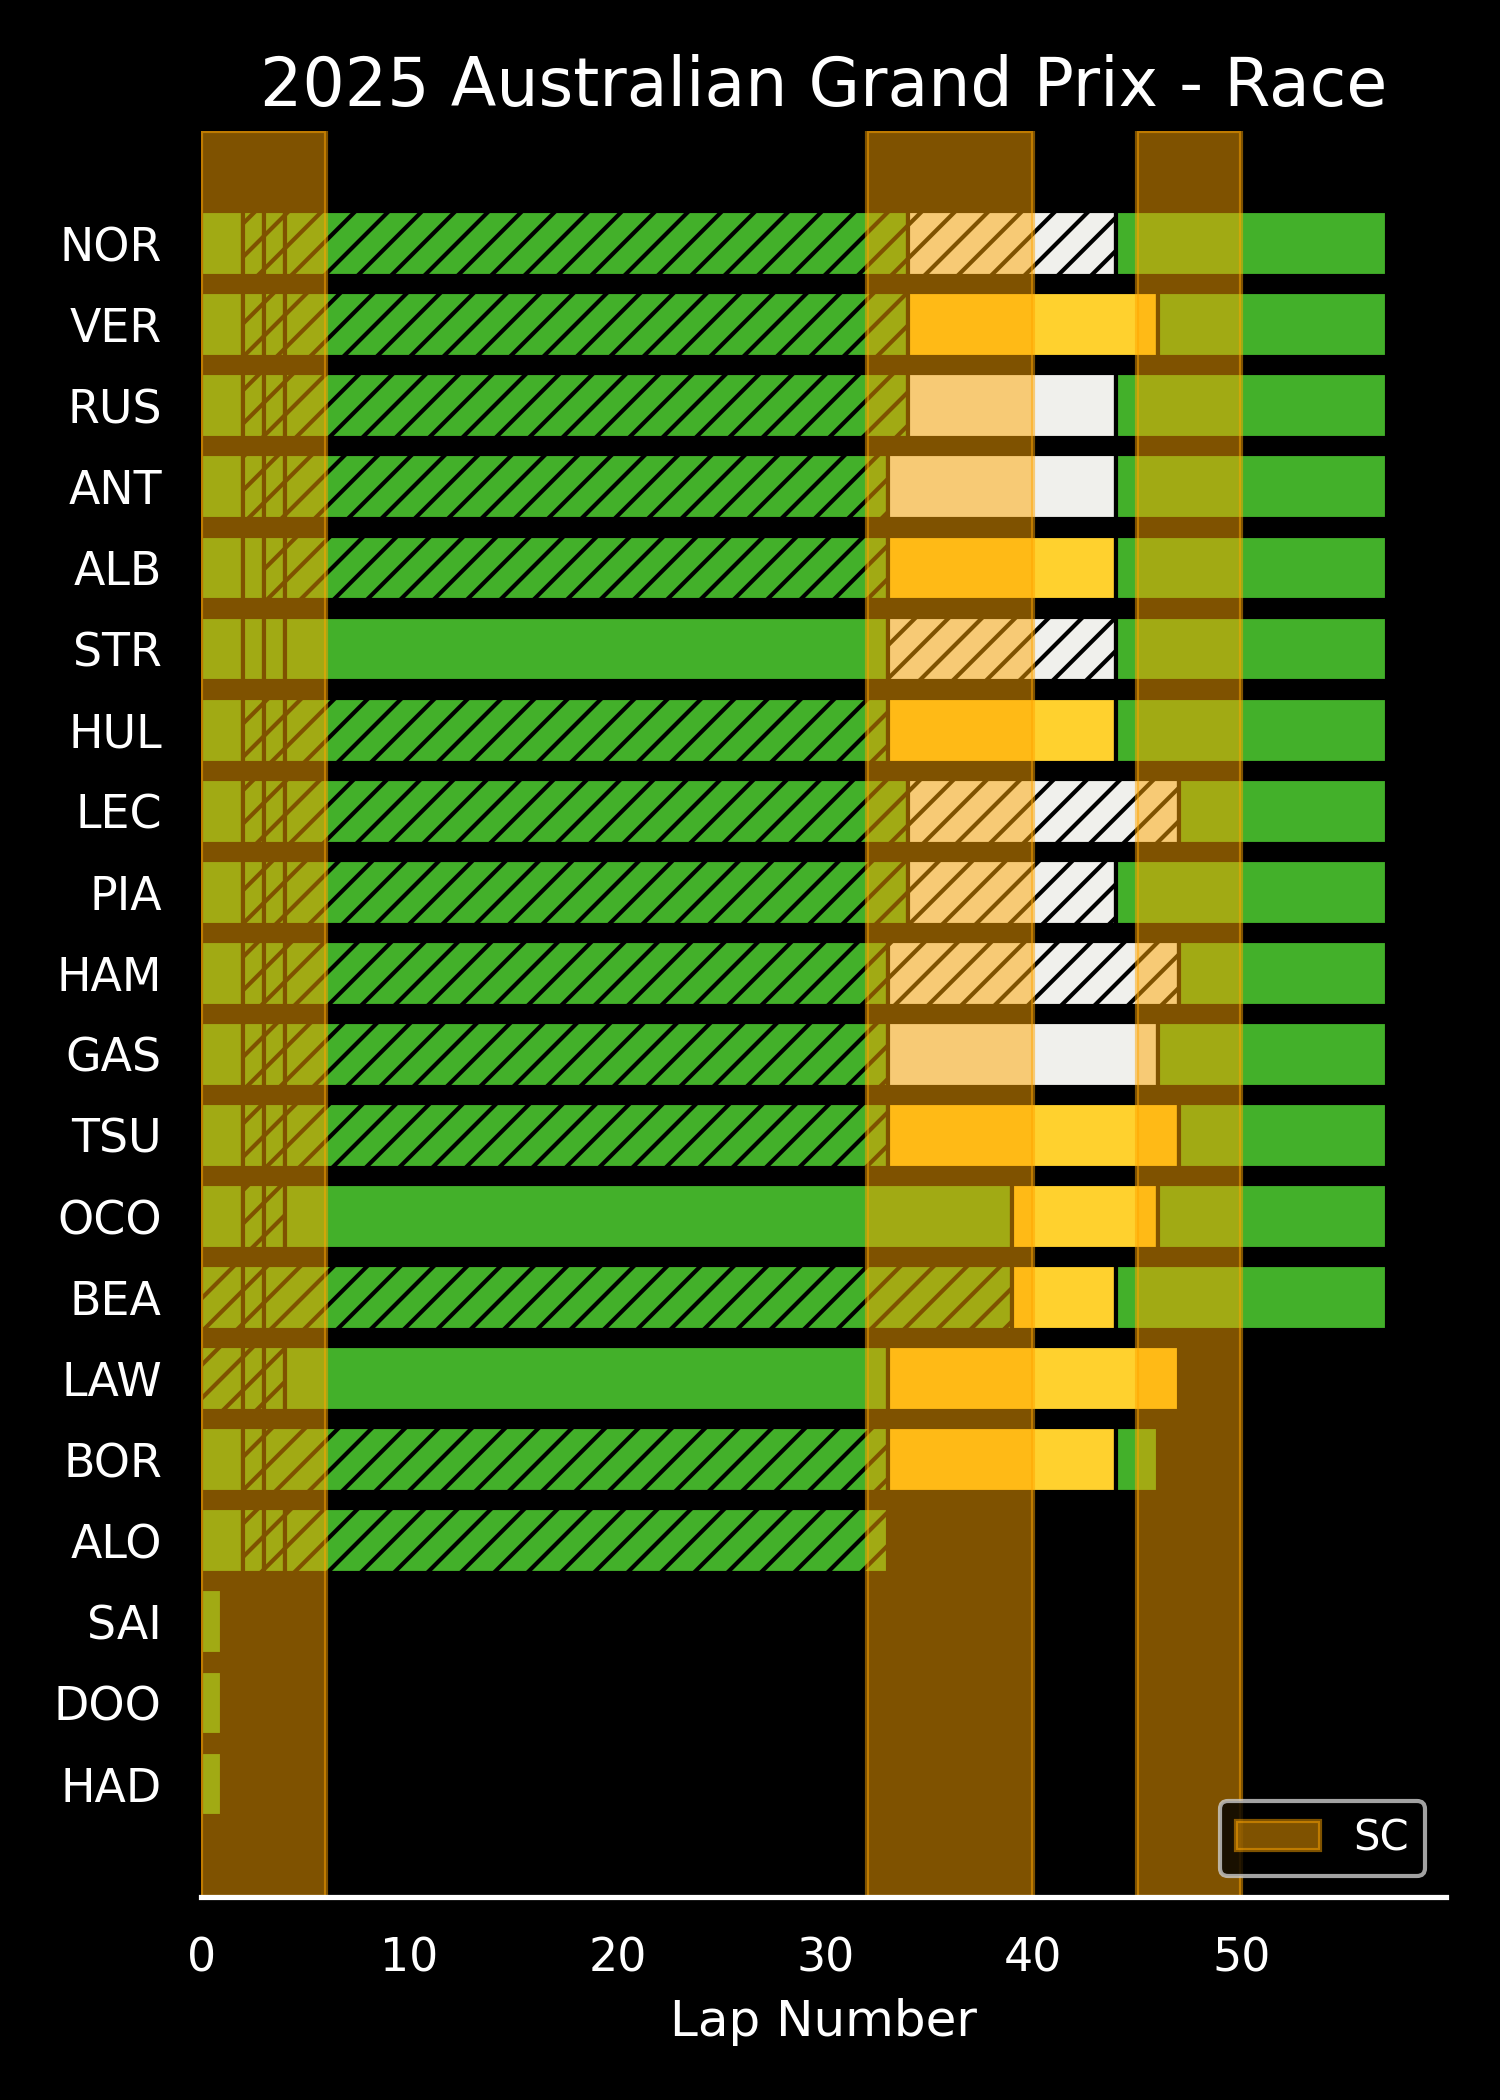 2025 Australian Grand Prix - Race
NOR
VER
RUS
ANT
ALB
STR
HUL
LEC
PIA
HAM
GAS
TSU
OCO
BEA
LAW
BOR
ALO
SAI
DOO
HAD
SC
0 10 20 30 40 50
Lap Number